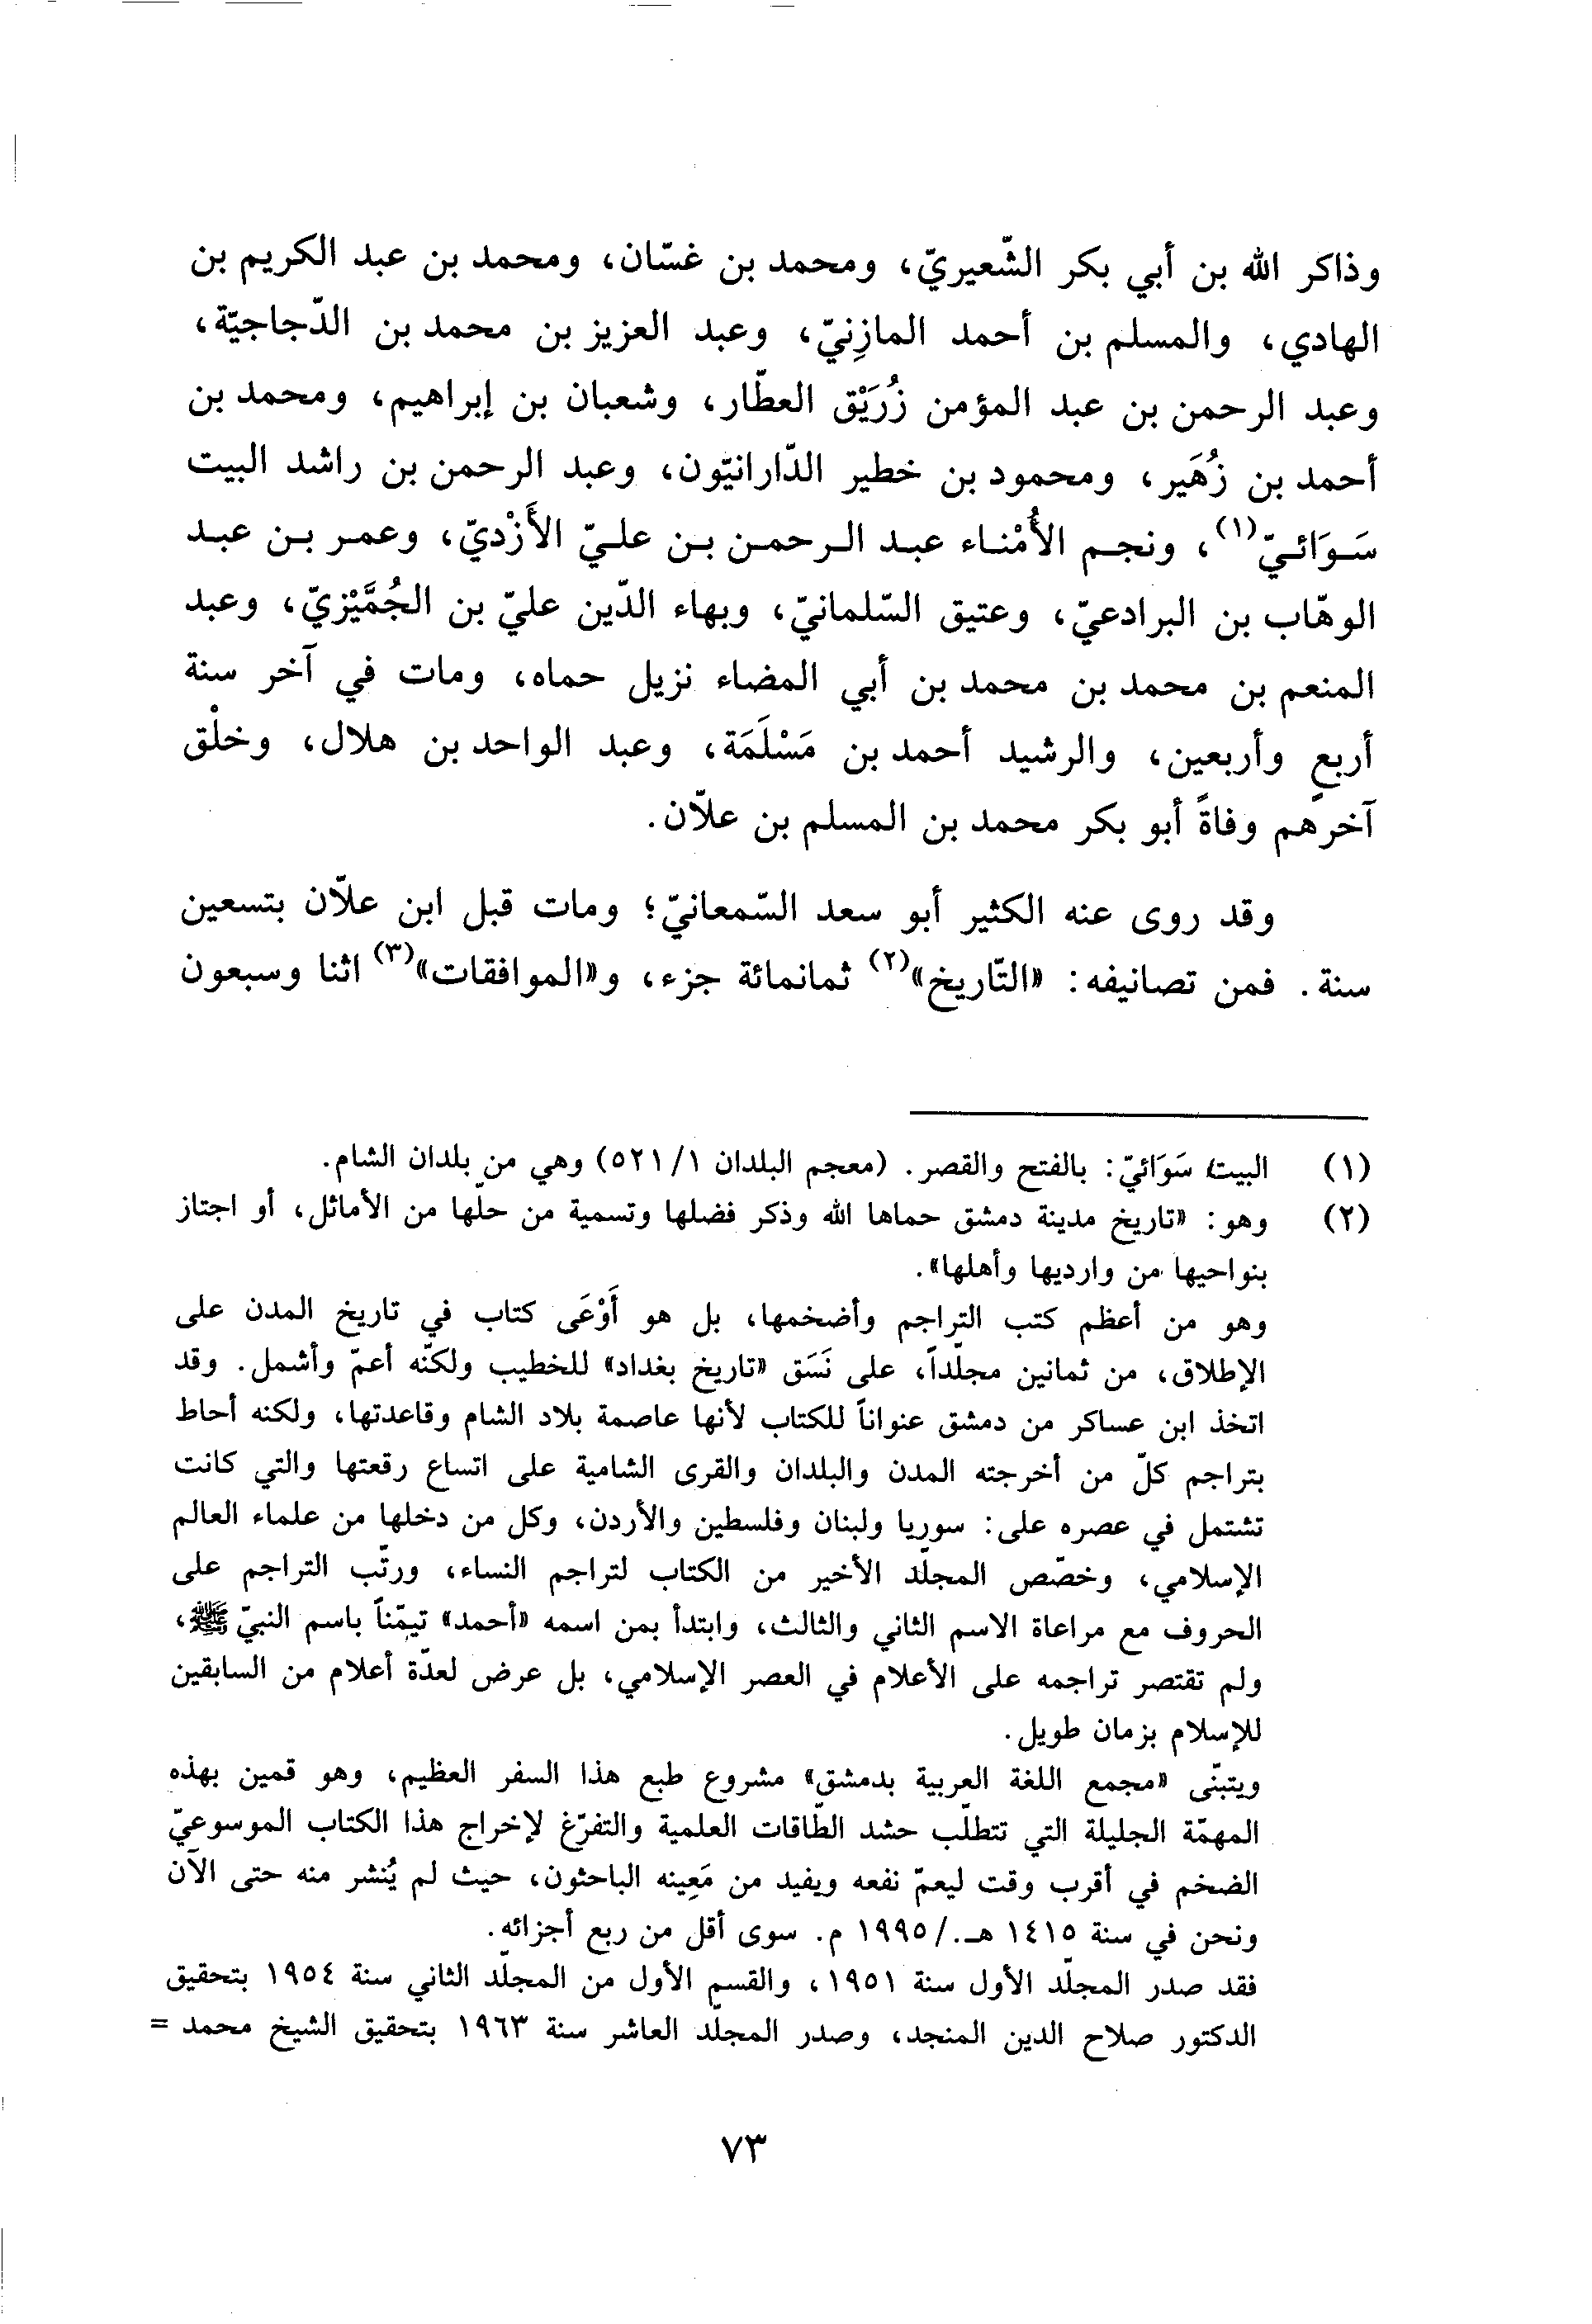 وذاكر الله بن أبي بكر الشّعيريّ، ومحمد بن غسّان، ومحمد بن عبد الكريم بن
الهادي، والمسلم بن أحمد المازِنيّ، وعبد العزيز بن محمد بن الدّجاجيّة،
وعبد الرحمن بن عبد المؤمن زُرَيْق العطّار، وشعبان بن إبراهيم، ومحمد بن
أحمد بن زُهَير، ومحمود بن خطير الدّارانيّون، وعبد الرحمن بن راشد البيت
سَوَائيّ(١)، ونجم الأُمْناء عبد الرحمن بن عليّ الأَزْديّ، وعمر بن عبد
الوهّاب بن البرادعيّ، وعتيق السّلمانيّ، وبهاء الدّين عليّ بن الجُمَّيْزيّ، وعبد
المنعم بن محمد بن محمد بن أبي المضاء نزيل حماه، ومات في آخر سنة
أربعٍ وأربعين، والرشيد أحمد بن مَسْلَمَة، وعبد الواحد بن هلال، وخلْق
آخرهم وفاةً أبو بكر محمد بن المسلم بن علّان.
وقد روى عنه الكثير أبو سعد السّمعانيّ؛ ومات قبل ابن علّان بتسعين
سنة. فمن تصانيفه: «التّاريخ»(٢) ثمانمائة جزء، و«الموافقات»(٣) اثنا وسبعون
(١) البيت سَوَائيّ: بالفتح والقصر. (معجم البلدان ١/٥٢١) وهي من بلدان الشام.
(٢) وهو: «تاريخ مدينة دمشق حماها الله وذكر فضلها وتسمية من حلّها من الأماثل، أو اجتاز
بنواحيها من وارديها وأهلها».
وهو من أعظم كتب التراجم وأضخمها، بل هو أَوْعَى كتاب في تاريخ المدن على
الإطلاق، من ثمانين مجلّداً، على نَسَق «تاريخ بغداد» للخطيب ولكنّه أعمّ وأشمل. وقد
اتخذ ابن عساكر من دمشق عنواناً للكتاب لأنها عاصمة بلاد الشام وقاعدتها، ولكنه أحاط
بتراجم كلّ من أخرجته المدن والبلدان والقرى الشامية على اتساع رقعتها والتي كانت
تشتمل في عصره على: سوريا ولبنان وفلسطين والأردن، وكل من دخلها من علماء العالم
الإسلامي، وخصّص المجلّد الأخير من الكتاب لتراجم النساء، ورتّب التراجم على
الحروف مع مراعاة الاسم الثاني والثالث، وابتدأ بمن اسمه «أحمد» تيمّناً باسم النبيّ ﷺ،
ولم تقتصر تراجمه على الأعلام في العصر الإسلامي، بل عرض لعدّة أعلام من السابقين
للإسلام بزمان طويل.
ويتبنّى «مجمع اللغة العربية بدمشق» مشروع طبع هذا السفر العظيم، وهو قمين بهذه
المهمّة الجليلة التي تتطلّب حشد الطّاقات العلمية والتفرّغ لإخراج هذا الكتاب الموسوعيّ
الضخم في أقرب وقت ليعمّ نفعه ويفيد من مَعِينه الباحثون، حيث لم يُنشر منه حتى الآن
ونحن في سنة ١٤١٥ هـ./١٩٩٥ م. سوى أقل من ربع أجزائه.
فقد صدر المجلّد الأول سنة ١٩٥١، والقسم الأول من المجلّد الثاني سنة ١٩٥٤ بتحقيق
الدكتور صلاح الدين المنجد، وصدر المجلّد العاشر سنة ١٩٦٣ بتحقيق الشيخ محمد =
٧٣